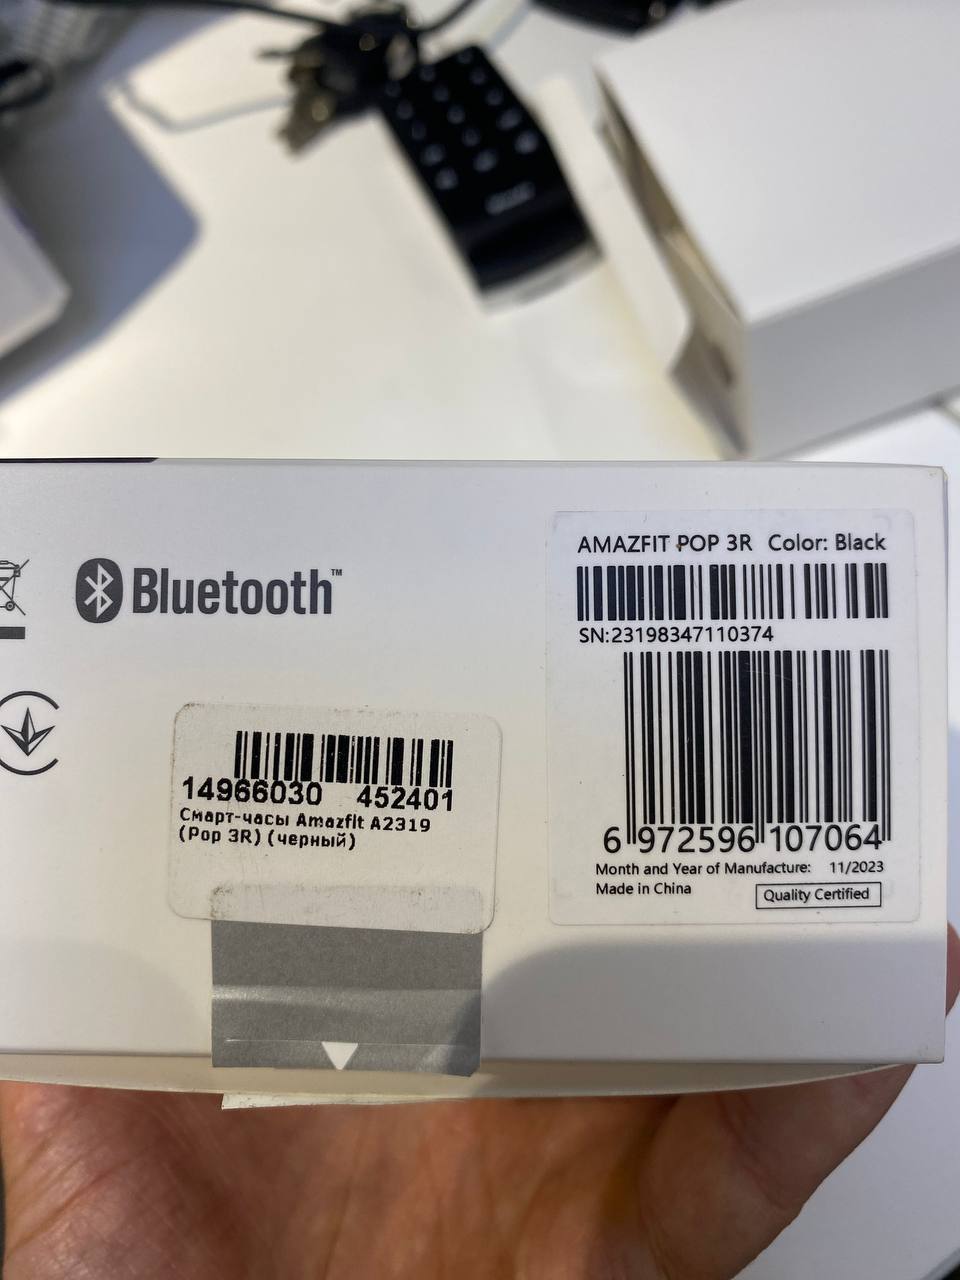 Bluetooth™
AMAZFIT POP 3R Color: Black
SN:23198347110374
6 972596 107064
Month and Year of Manufacture: 11/2023
Made in China
Quality Certified
14966030 452401
Смарт-часы Amazfit A2319
(Pop 3R) (черный)